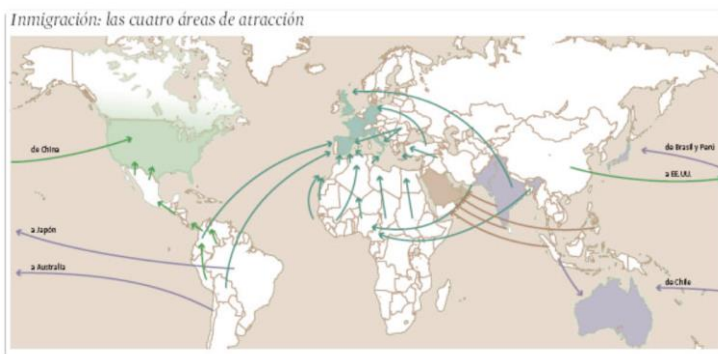 Inmigración: las cuatro áreas de atracción
de China
de Brasil y Perú
a EE.UU.
a Japón
a Australia
de Chile